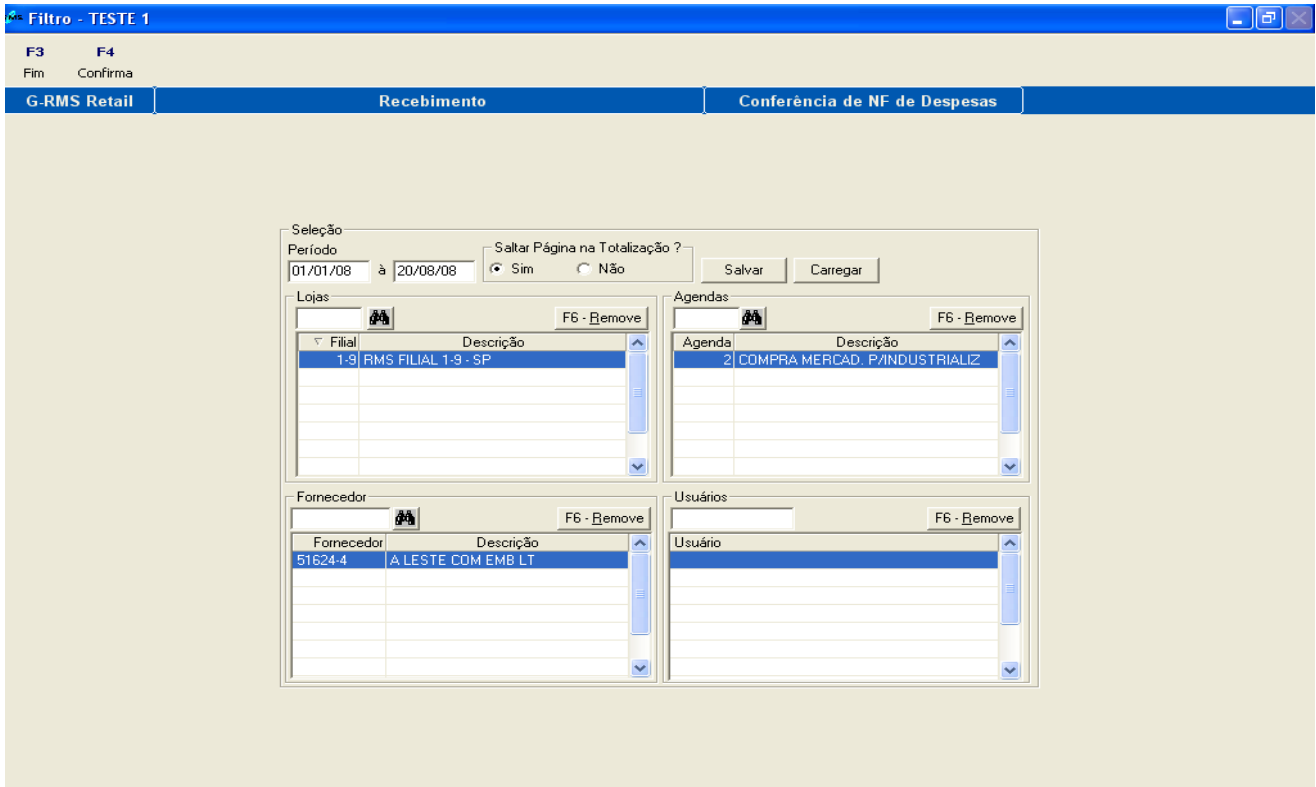 Filtro - TESTE 1
F3 F4
Fim Confirma
G-RMS Retail Recebimento Conferência de NF de Despesas
Seleção
Período Saltar Página na Totalização ?
01/01/08 à 20/08/08 Sim Não Salvar Carregar
Lojas Agendas
F6 - Remove F6 - Remove
Filial Descrição Agenda Descrição
1-9 RMS FILIAL 1-9 - SP 2 COMPRA MERCAD. P/INDUSTRIALIZ
Fornecedor Usuários
F6 - Remove F6 - Remove
Fornecedor Descrição Usuário
51624-4 A LESTE COM EMB LT